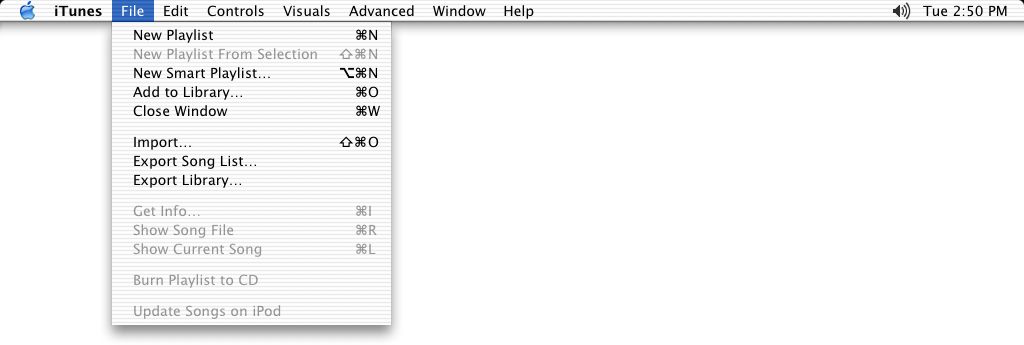 iTunes File Edit Controls Visuals Advanced Window Help Tue 2:50 PM
New Playlist ⌘N
New Playlist From Selection ⇧⌘N
New Smart Playlist… ⌥⌘N
Add to Library… ⌘O
Close Window ⌘W
Import… ⇧⌘O
Export Song List…
Export Library…
Get Info… ⌘I
Show Song File ⌘R
Show Current Song ⌘L
Burn Playlist to CD
Update Songs on iPod